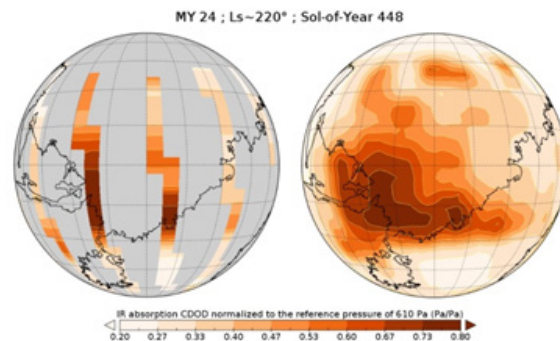 MY 24 ; Ls~220° ; Sol-of-Year 448
IR absorption CDOD normalized to the reference pressure of 610 Pa (Pa/Pa)
0.20 0.27 0.33 0.40 0.47 0.53 0.60 0.67 0.73 0.80